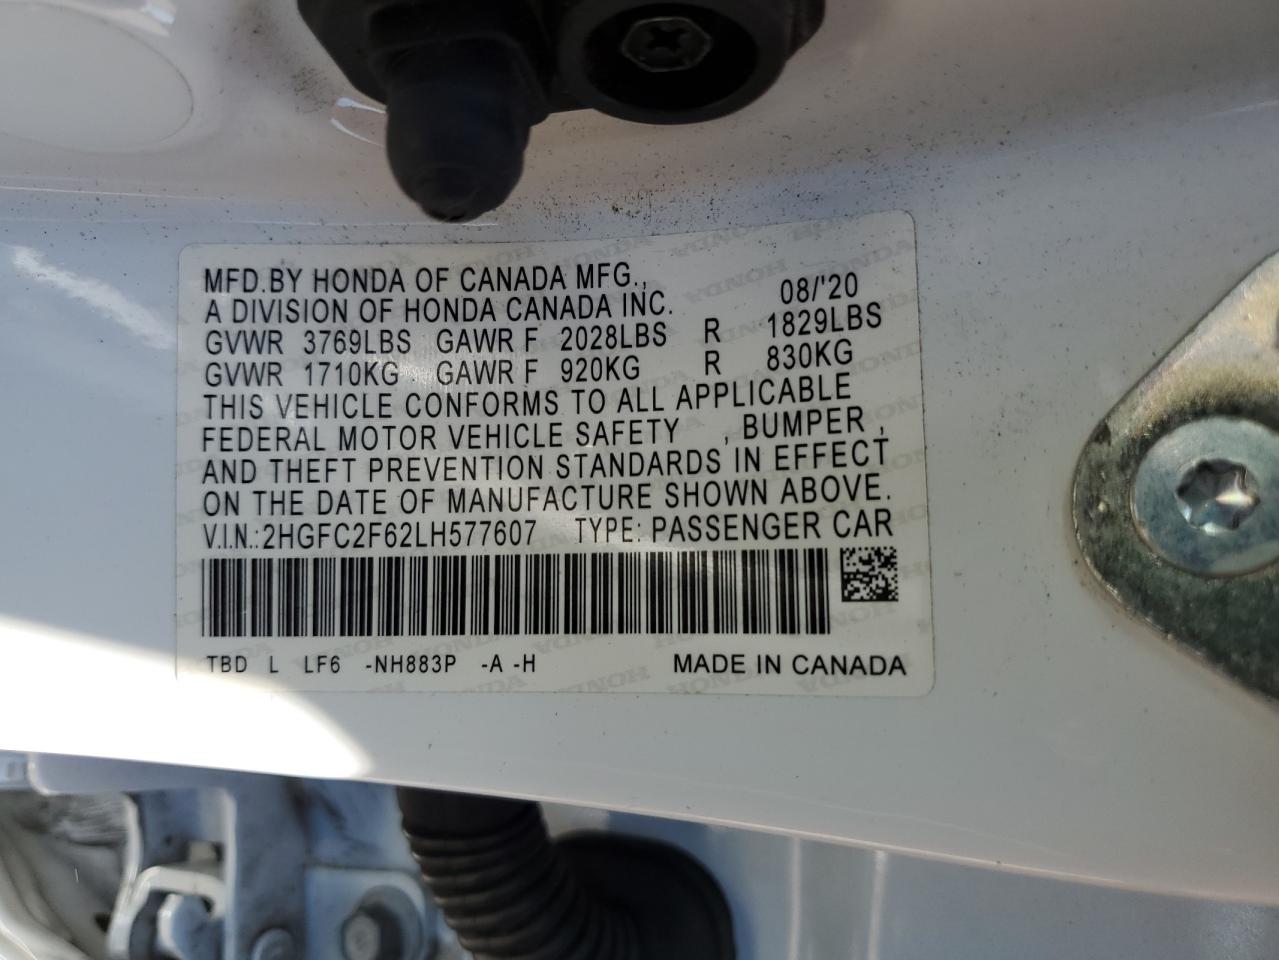 MFD.BY HONDA OF CANADA MFG., 08/'20
A DIVISION OF HONDA CANADA INC.
GVWR 3769LBS GAWR F 2028LBS R 1829LBS
GVWR 1710KG GAWR F 920KG R 830KG
THIS VEHICLE CONFORMS TO ALL APPLICABLE
FEDERAL MOTOR VEHICLE SAFETY , BUMPER ,
AND THEFT PREVENTION STANDARDS IN EFFECT
ON THE DATE OF MANUFACTURE SHOWN ABOVE.
V.I.N.:2HGFC2F62LH577607 TYPE: PASSENGER CAR
TBD L LF6 -NH883P -A -H MADE IN CANADA